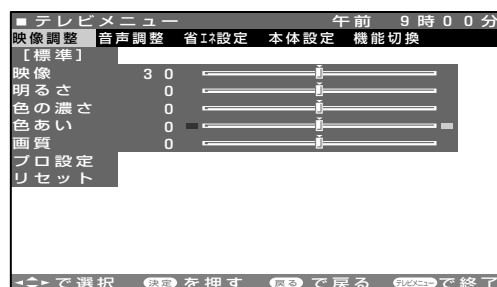 ■テレビメニュー 午前 9時00分
映像調整 音声調整 省エネ設定 本体設定 機能切換
[標準]
映像 30
明るさ 0
色の濃さ 0
色あい 0
画質 0
プロ設定
リセット
で選択 決定を押す 戻るで戻る テレビメニューで終了